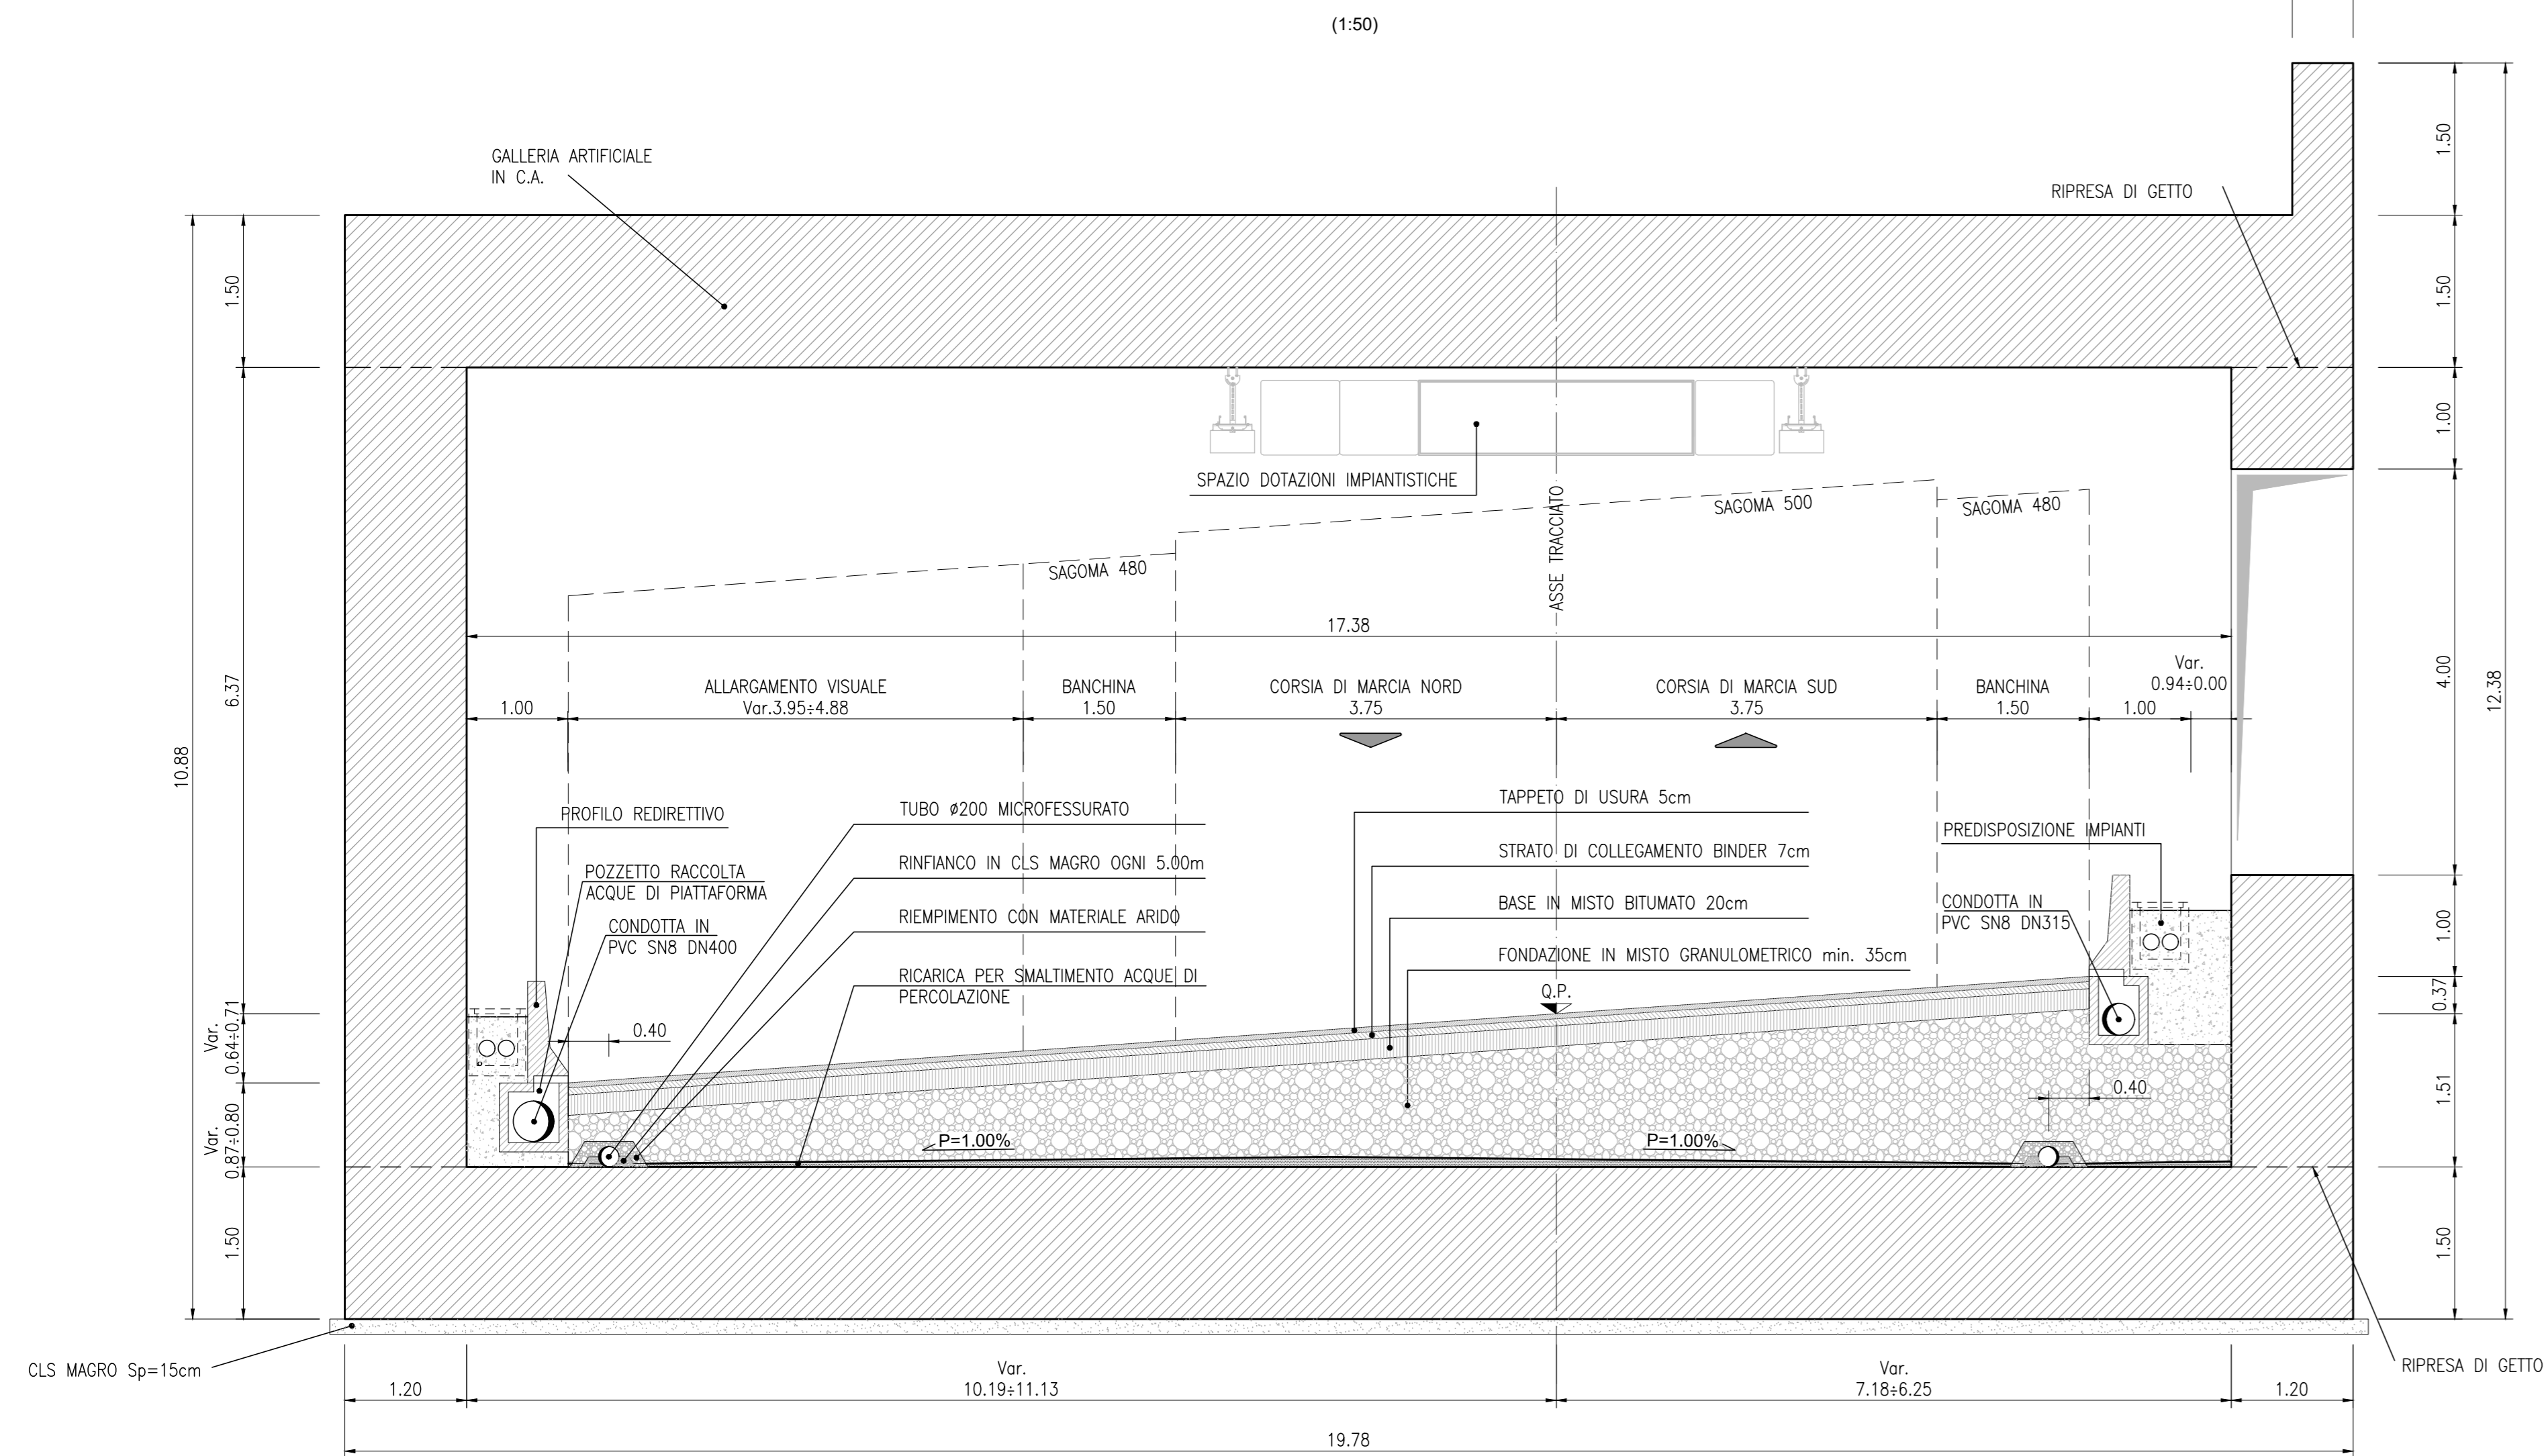 (1:50)
GALLERIA ARTIFICIALE
IN C.A.
RIPRESA DI GETTO
1.50
1.50
1.50
1.00
4.00
12.38
1.00
0.37
1.51
1.50
10.88
6.37
Var.
0.64÷0.71
Var.
0.87÷0.80
1.50
SPAZIO DOTAZIONI IMPIANTISTICHE
ASSE TRACCIATO
SAGOMA 500
SAGOMA 480
SAGOMA 480
17.38
1.00
ALLARGAMENTO VISUALE
Var.3.95÷4.88
BANCHINA
1.50
CORSIA DI MARCIA NORD
3.75
CORSIA DI MARCIA SUD
3.75
BANCHINA
1.50
1.00
Var.
0.94÷0.00
PROFILO REDIRETTIVO
POZZETTO RACCOLTA
ACQUE DI PIATTAFORMA
CONDOTTA IN
PVC SN8 DN400
TUBO ø200 MICROFESSURATO
RINFIANCO IN CLS MAGRO OGNI 5.00m
RIEMPIMENTO CON MATERIALE ARIDO
RICARICA PER SMALTIMENTO ACQUE DI
PERCOLAZIONE
TAPPETO DI USURA 5cm
STRATO DI COLLEGAMENTO BINDER 7cm
BASE IN MISTO BITUMATO 20cm
FONDAZIONE IN MISTO GRANULOMETRICO min. 35cm
PREDISPOSIZIONE IMPIANTI
CONDOTTA IN
PVC SN8 DN315
Q.P.
0.40
0.40
P=1.00%
P=1.00%
CLS MAGRO Sp=15cm
RIPRESA DI GETTO
1.20
Var.
10.19÷11.13
Var.
7.18÷6.25
1.20
19.78